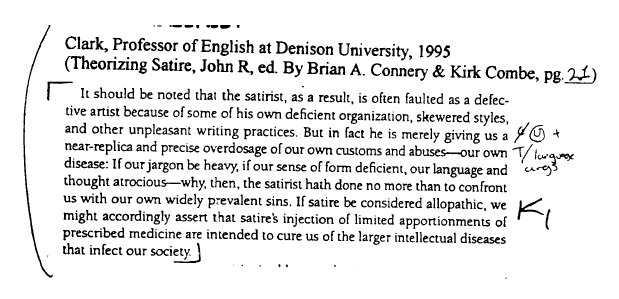 Clark, Professor of English at Denison University, 1995
(Theorizing Satire, John R, ed. By Brian A. Connery & Kirk Combe, pg. 21)
It should be noted that the satirist, as a result, is often faulted as a defec-
tive artist because of some of his own deficient organization, skewered styles,
and other unpleasant writing practices. But in fact he is merely giving us a
near-replica and precise overdosage of our own customs and abuses—our own
T/
disease: If our jargon be heavy, if our sense of form deficient, our language and
thought atrocious—why, then, the satirist hath done no more than to confront
us with our own widely prevalent sins. If satire be considered allopathic, we
might accordingly assert that satire's injection of limited apportionments of
prescribed medicine are intended to cure us of the larger intellectual diseases
that infect our society.